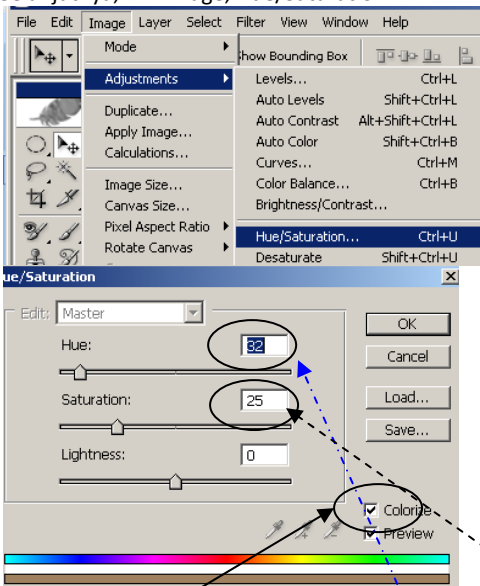 File Edit Image Layer Select Filter View Window Help
Mode
Show Bounding Box
Adjustments
Levels... Ctrl+L
Duplicate...
Auto Levels Shift+Ctrl+L
Apply Image...
Auto Contrast Alt+Shift+Ctrl+L
Calculations...
Auto Color Shift+Ctrl+B
Curves... Ctrl+M
Image Size...
Color Balance... Ctrl+B
Canvas Size...
Brightness/Contrast...
Pixel Aspect Ratio
Hue/Saturation... Ctrl+U
Rotate Canvas
Desaturate Shift+Ctrl+U
ue/Saturation
Edit: Master
OK
Hue: 32
Cancel
Saturation: 25
Load...
Save...
Lightness: 0
Colorize
Preview